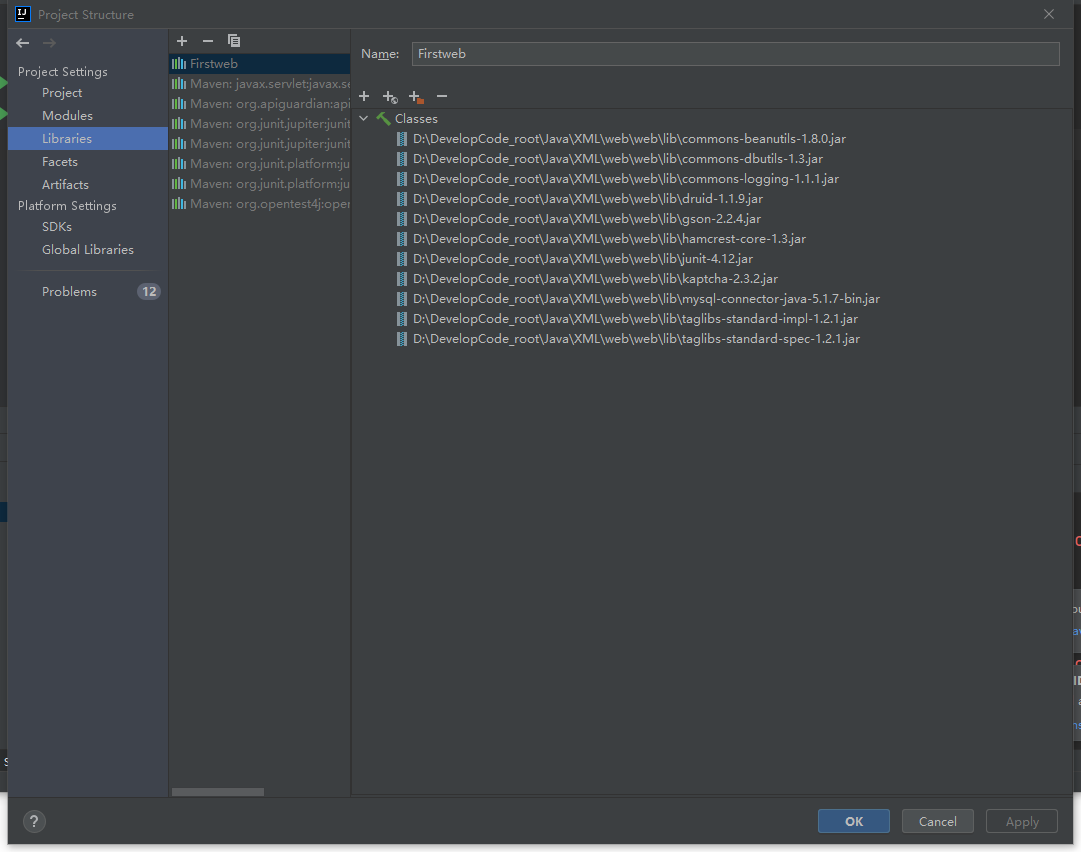 Project Structure
Project Settings
Project
Modules
Libraries
Facets
Artifacts
Platform Settings
SDKs
Global Libraries
Problems 12
Firstweb
Maven: javax.servlet:javax.se
Maven: org.apiguardian:api
Maven: org.junit.jupiter:junit
Maven: org.junit.jupiter:junit
Maven: org.junit.platform:ju
Maven: org.junit.platform:ju
Maven: org.opentest4j:oper
Name: Firstweb
Classes
D:\DevelopCode_root\Java\XML\web\web\lib\commons-beanutils-1.8.0.jar
D:\DevelopCode_root\Java\XML\web\web\lib\commons-dbutils-1.3.jar
D:\DevelopCode_root\Java\XML\web\web\lib\commons-logging-1.1.1.jar
D:\DevelopCode_root\Java\XML\web\web\lib\druid-1.1.9.jar
D:\DevelopCode_root\Java\XML\web\web\lib\gson-2.2.4.jar
D:\DevelopCode_root\Java\XML\web\web\lib\hamcrest-core-1.3.jar
D:\DevelopCode_root\Java\XML\web\web\lib\junit-4.12.jar
D:\DevelopCode_root\Java\XML\web\web\lib\kaptcha-2.3.2.jar
D:\DevelopCode_root\Java\XML\web\web\lib\mysql-connector-java-5.1.7-bin.jar
D:\DevelopCode_root\Java\XML\web\web\lib\taglibs-standard-impl-1.2.1.jar
D:\DevelopCode_root\Java\XML\web\web\lib\taglibs-standard-spec-1.2.1.jar
?
OK
Cancel
Apply